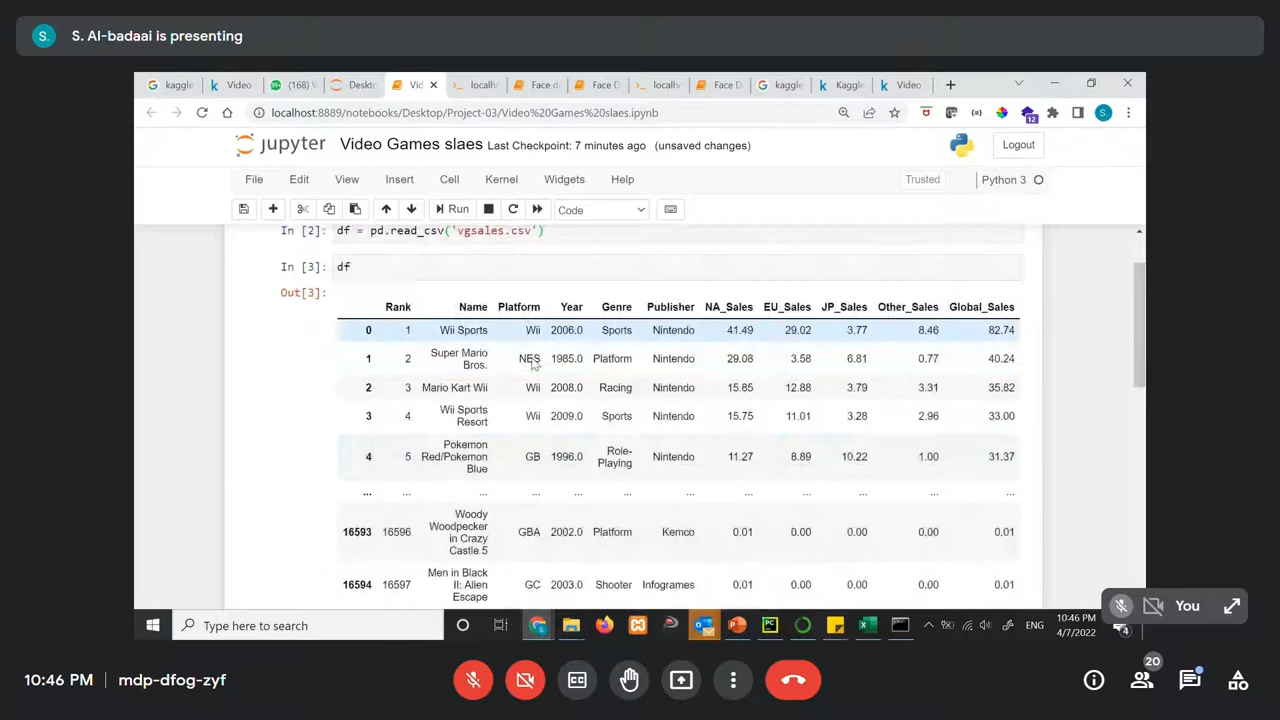 S. S. Al-badaai is presenting
kaggle Video (168) Deskto Vid localho Face d Face D localho Face D kaggle Kaggle Video
localhost:8889/notebooks/Desktop/Project-03/Video%20Games%20slaes.ipynb 12 S
jupyter Video Games slaes Last Checkpoint: 7 minutes ago (unsaved changes) Logout
File Edit View Insert Cell Kernel Widgets Help Trusted Python 3
Run Code
In [2]: df = pd.read_csv('vgsales.csv')
In [3]: df
Out[3]:
Rank Name Platform Year Genre Publisher NA_Sales EU_Sales JP_Sales Other_Sales Global_Sales
0 1 Wii Sports Wii 2006.0 Sports Nintendo 41.49 29.02 3.77 8.46 82.74
1 2 Super Mario Bros. NES 1985.0 Platform Nintendo 29.08 3.58 6.81 0.77 40.24
2 3 Mario Kart Wii Wii 2008.0 Racing Nintendo 15.85 12.88 3.79 3.31 35.82
3 4 Wii Sports Resort Wii 2009.0 Sports Nintendo 15.75 11.01 3.28 2.96 33.00
4 5 Pokemon Red/Pokemon Blue GB 1996.0 Role-Playing Nintendo 11.27 8.89 10.22 1.00 31.37
... ... ... ... ... ... ... ... ... ... ... ...
16593 16596 Woody Woodpecker in Crazy Castle 5 GBA 2002.0 Platform Kemco 0.01 0.00 0.00 0.00 0.01
16594 16597 Men in Black II: Alien Escape GC 2003.0 Shooter Infogrames 0.01 0.00 0.00 0.00 0.01
You
Type here to search ENG 10:46 PM 4/7/2022 4
10:46 PM mdp-dfog-zyf 20